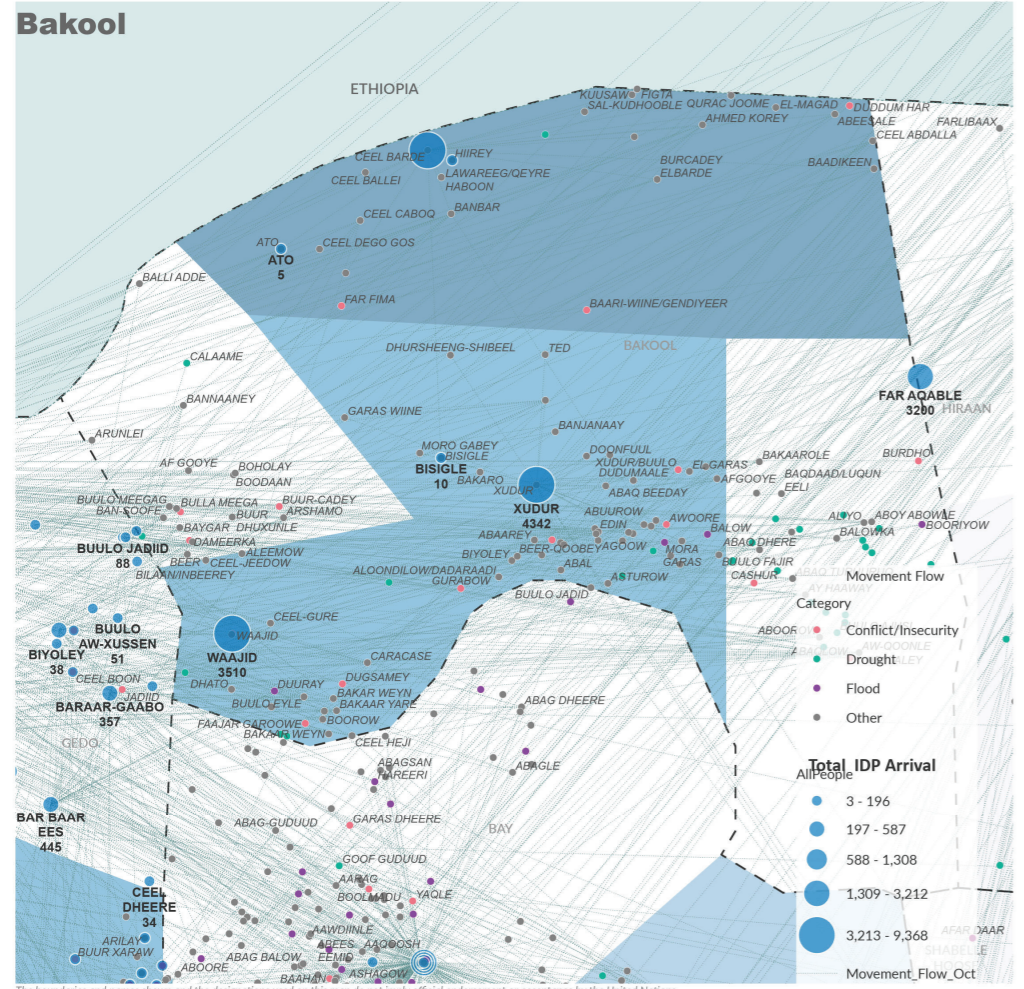 Bakool
ETHIOPIA
KUUSAW
FIGTA
SAL-KUDHOOBLE
QURAC JOOME
EL-MAGAD
DUDDUM HAR
AHMED KOREY
ABEESALE
FARLIBAAX
CEEL ABDALLA
CEEL BARDE
HIIREY
BURCADEY
ELBARDE
BAADIKEEN
CEEL BALLEI
LAWAREEG/QEYRE
HABOON
BANBAR
CEEL CABOQ
ATO
CEEL DEGO GOS
ATO
5
BALLI ADDE
FAR FIMA
BAARI-WIINE/GENDIYEER
DHURSHEENG-SHIBEEL
TED
BAKOOL
CALAAME
FAR AQABLE
3200
HIRAAN
BANNAANEY
GARAS WIINE
BANJANAAY
ARUNLEI
MORO GABEY
BISIGLE
BISIGLE
10
BAKARO
DOONFUUL
XUDUR/BUULO
DUDUMAALE
ELGARAS
BAKAAROLE
BURDHO
AF GOOYE
BOHOLAY
BOODAAN
XUDUR
XUDUR
4342
ABAQ BEEDAY
AFGOOYE
BAQDAAD/LUQUN
EELI
BUULO MEEGAG
BULLA MEEGA
BUUR-CADEY
BAN-SOOFE
BUUR
ARSHAMO
ABUUROW
EDIN
AWOORE
ALIYO
ABOY ABOWLE
BOORIYOW
BAYGAR
DHUXUNLE
BALOWKA
BUULO JADIID
88
DAMEERKA
ABAAREY
BALOW
ABAG DHERE
BEER
ALEEMOW
CEEL-JEEDOW
BIYOLEY
BEER-QOOBEY
AGOOW
MORA
GARAS
BUULO FAJIR
BILAAN/INBEEREY
ALOONDILOW/DADARAADI
ABAL
ASTUROW
CASHUR
GURABOW
BUULO JADID
Movement Flow
Category
CEEL-GURE
WAAJID
WAAJID
3510
BUULO
AW-XUSSEN
51
BIYOLEY
38
Conflict/Insecurity
Drought
CARACASE
CEEL BOON
JADIID
BARAAR-GAABO
357
DHATO
DUURAY
DUGSAMEY
BAKAR WEYN
BAKAAR YARE
BUULO EYLE
BOOROW
ABAG DHEERE
Flood
Other
FAAJAR GAROOWE
BAKAAR WEYN
CEEL HEJI
GEDO
ABAGSAN
HAREERI
ABAGLE
Total IDP Arrival
AllPeople
3 - 196
BAR BAAR
EES
445
197 - 587
ABAG-GUDUUD
GARAS DHEERE
BAY
588 - 1,308
GOOF GUDUUD
CEEL
DHEERE
34
AARAG
YAQLE
1,309 - 3,212
AAWDIINLE
3,213 - 9,368
ARILAY
BUUR XARAW
ABEES
AAQOOSH
AFAR DAAR
ABOORE
ABAG BALOW
EEMID
ASHAGOW
BAAHAN
Movement_Flow_Oct